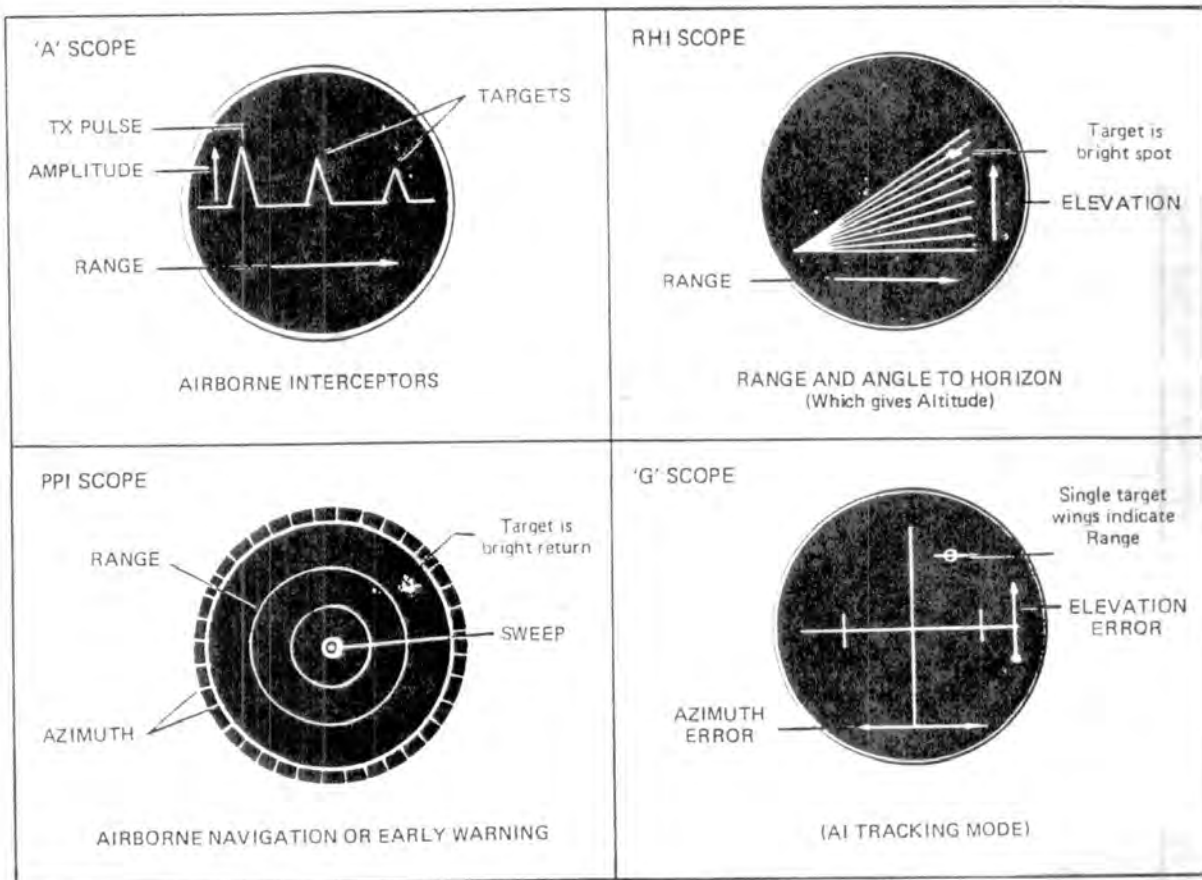 'A' SCOPE
TX PULSE
AMPLITUDE
TARGETS
RANGE
AIRBORNE INTERCEPTORS
RHI SCOPE
Target is
bright spot
ELEVATION
RANGE
RANGE AND ANGLE TO HORIZON
(Which gives Altitude)
PPI SCOPE
RANGE
Target is
bright return
SWEEP
AZIMUTH
AIRBORNE NAVIGATION OR EARLY WARNING
'G' SCOPE
Single target
wings indicate
Range
ELEVATION
ERROR
AZIMUTH
ERROR
(AI TRACKING MODE)